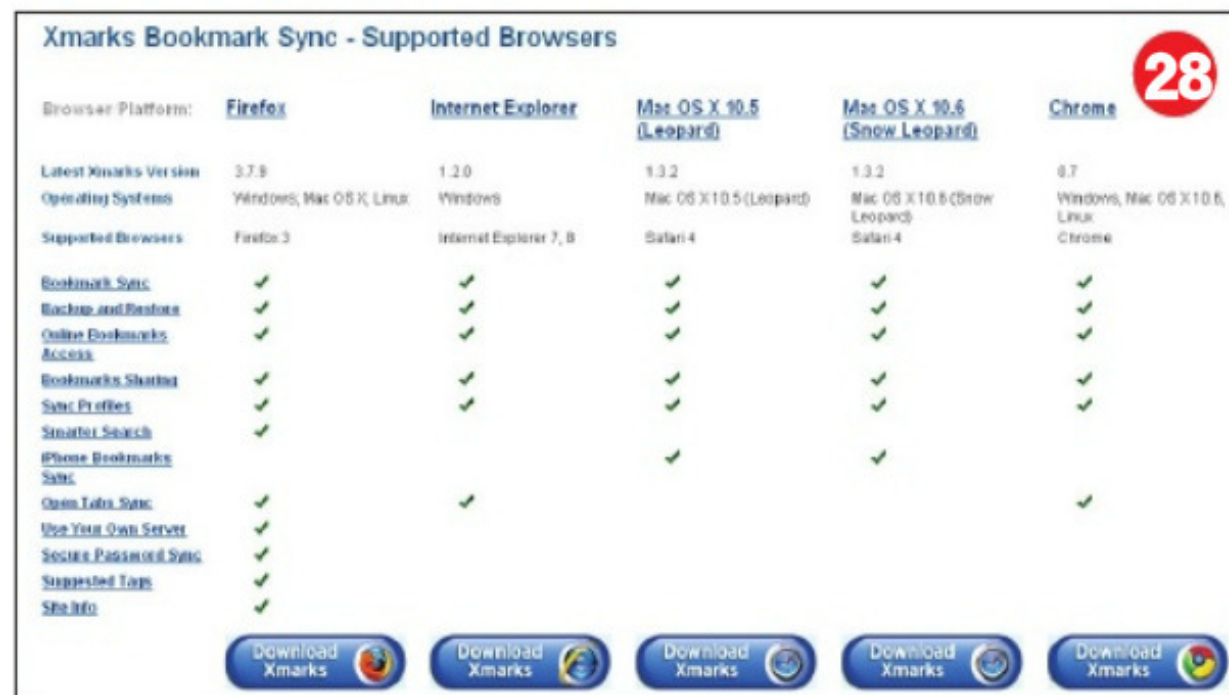 Xmarks Bookmark Sync - Supported Browsers
28
Browser Platform: Firefox Internet Explorer Mac OS X 10.5 (Leopard) Mac OS X 10.6 (Snow Leopard) Chrome
Latest Xmarks Version 3.7.9 1.2.0 1.3.2 1.3.2 0.7
Operating Systems Windows, Mac OS X, Linux Windows Mac OS X 10.5 (Leopard) Mac OS X 10.6 (Snow Leopard) Windows, Mac OS X 10.6, Linux
Supported Browsers Firefox 3 Internet Explorer 7, 8 Safari 4 Safari 4 Chrome
Bookmark Sync ✔ ✔ ✔ ✔ ✔
Backup and Restore ✔ ✔ ✔ ✔ ✔
Online Bookmarks Access ✔ ✔ ✔ ✔ ✔
Bookmarks Sharing ✔ ✔ ✔ ✔ ✔
Sync Profiles ✔ ✔ ✔ ✔ ✔
Smarter Search ✔
iPhone Bookmarks Sync ✔ ✔
Open Tabs Sync ✔ ✔ ✔
Use Your Own Server ✔
Secure Password Sync ✔
Suggested Tags ✔
Site Info ✔
Download Xmarks Download Xmarks Download Xmarks Download Xmarks Download Xmarks